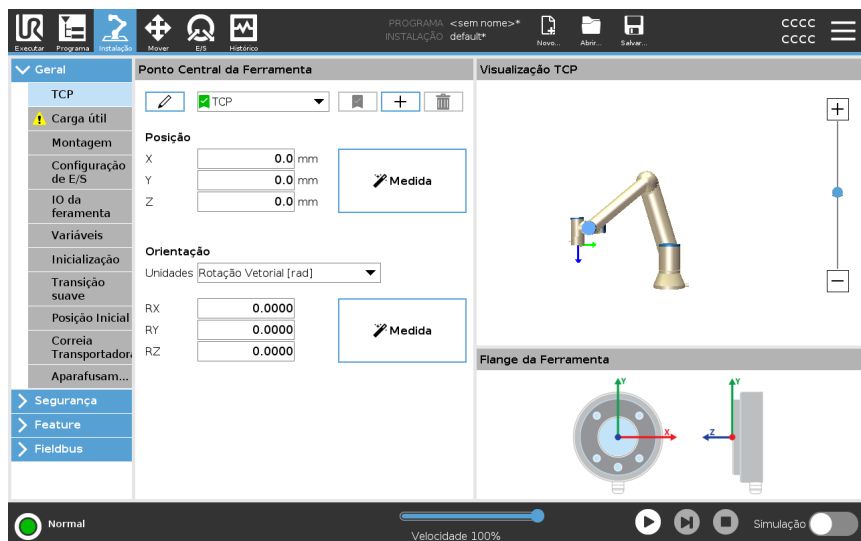 UR
Executar
Programa
Instalação
Mover
E/S
Histórico
PROGRAMA <sem nome>*
INSTALAÇÃO default*
Novo...
Abrir...
Salvar...
CCCC
CCCC
Geral
TCP
Carga útil
Montagem
Configuração
de E/S
IO da
feramenta
Variáveis
Inicialização
Transição
suave
Posição Inicial
Correia
Transportador
Aparafusam...
Segurança
Feature
Fieldbus
Ponto Central da Ferramenta
TCP
Posição
X 0.0 mm
Y 0.0 mm
Z 0.0 mm
Medida
Orientação
Unidades Rotação Vetorial [rad]
RX 0.0000
RY 0.0000
RZ 0.0000
Medida
Visualização TCP
Flange da Ferramenta
Y
X
Y
Z
Normal
Velocidade 100%
Simulação